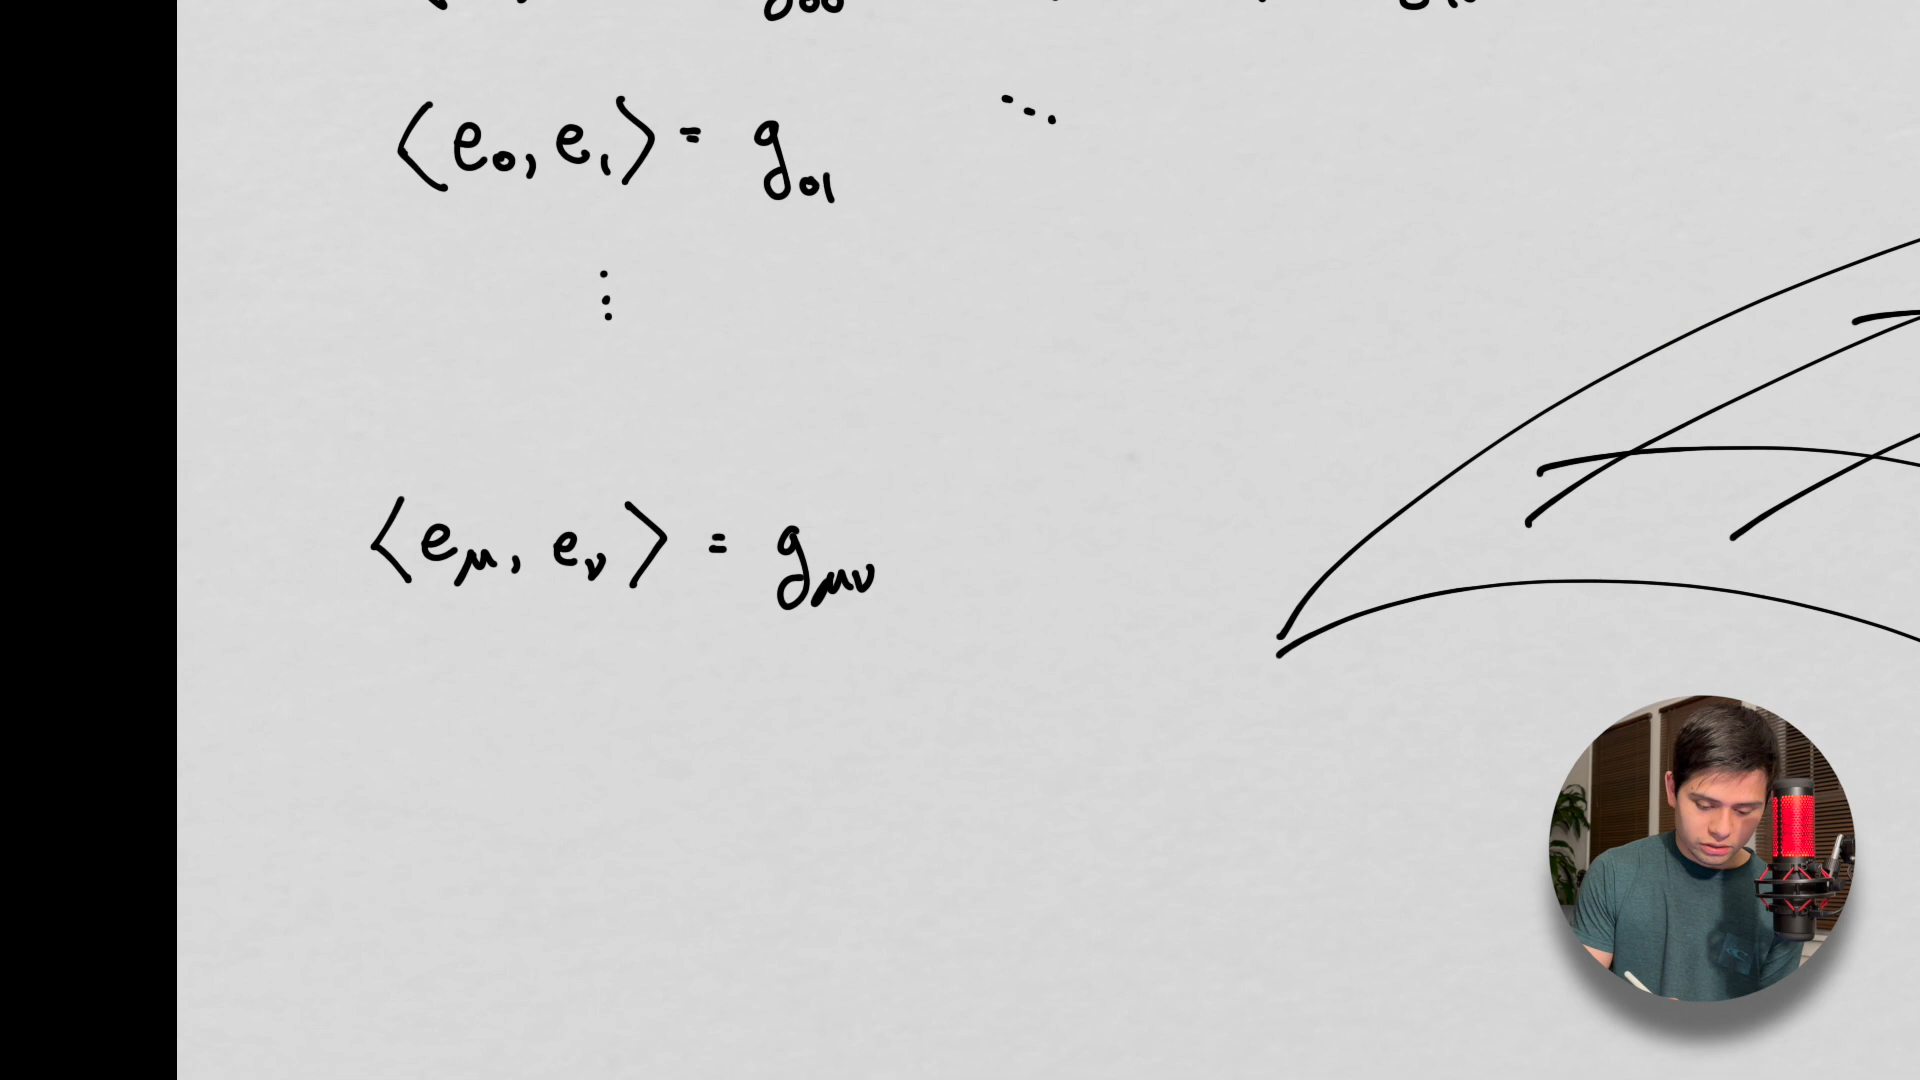 ⟨e₀, e₁⟩ = g₀₁ ⋱
⋮
⟨e_μ, e_ν⟩ = g_μν